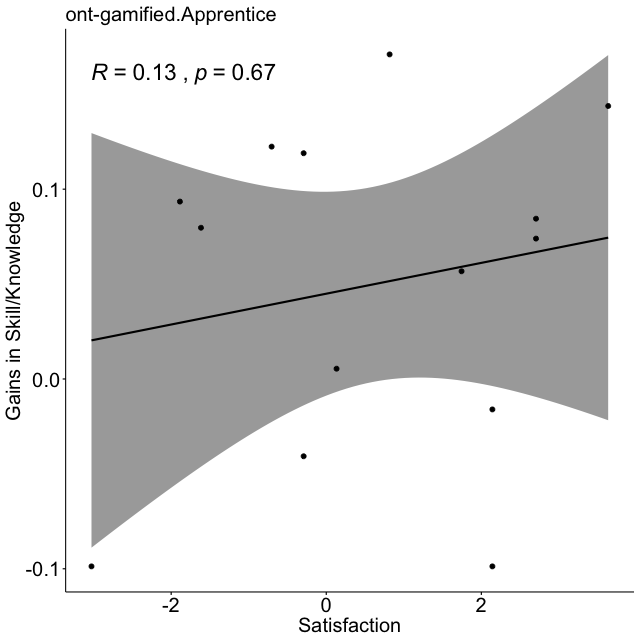 ont-gamified.Apprentice
R = 0.13 , p = 0.67
Gains in Skill/Knowledge
0.1
0.0
-0.1
-2 0 2
Satisfaction